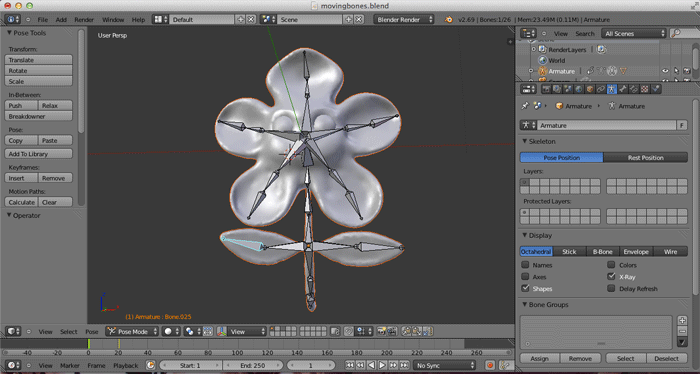 movingbones.blend
File Render Window Help Default Scene Blender Render v2.69 | Bones:1/26 | Mem:23.49M (0.11M) | Armature
Pose Tools
Transform:
Translate
Rotate
Scale
In-Between:
Push Relax
Breakdowner
Pose:
Copy Paste
Add To Library
Keyframes:
Insert Remove
Motion Paths:
Calculate Clear
Operator
User Persp
(1) Armature : Bone.025
View Search All Scenes
RenderLayers
World
Armature
Armature Armature
Armature F
Skeleton
Pose Position Rest Position
Layers:
Protected Layers:
Display
Octahedral Stick B-Bone Envelope Wire
Names Colors
Axes X-Ray
Shapes Delay Refresh
Bone Groups
Assign Remove Select Deselect
View Select Pose Pose Mode View
-40 -20 0 20 40 60 80 100 120 140 160 180 200 220 240 260
View Marker Frame Playback Start: 1 End: 250 1 No Sync